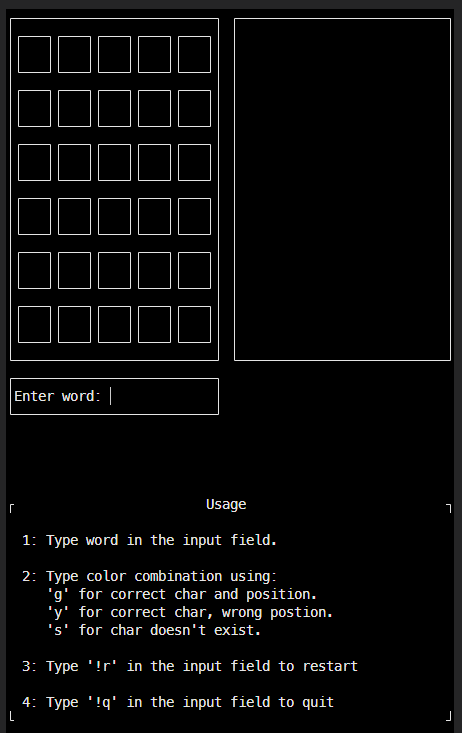 Enter word:
Usage
1: Type word in the input field.
2: Type color combination using:
'g' for correct char and position.
'y' for correct char, wrong postion.
's' for char doesn't exist.
3: Type '!r' in the input field to restart
4: Type '!q' in the input field to quit